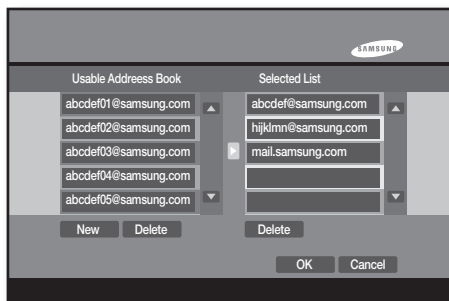 SAMSUNG
Usable Addreess Book
Selected List
abcdef01@samsung.com
abcdef02@samsung.com
abcdef03@samsung.com
abcdef04@samsung.com
abcdef05@samsung.com
abcdef@samsung.com
hijklmn@samsung.com
mail.samsung.com
New
Delete
Delete
OK
Cancel